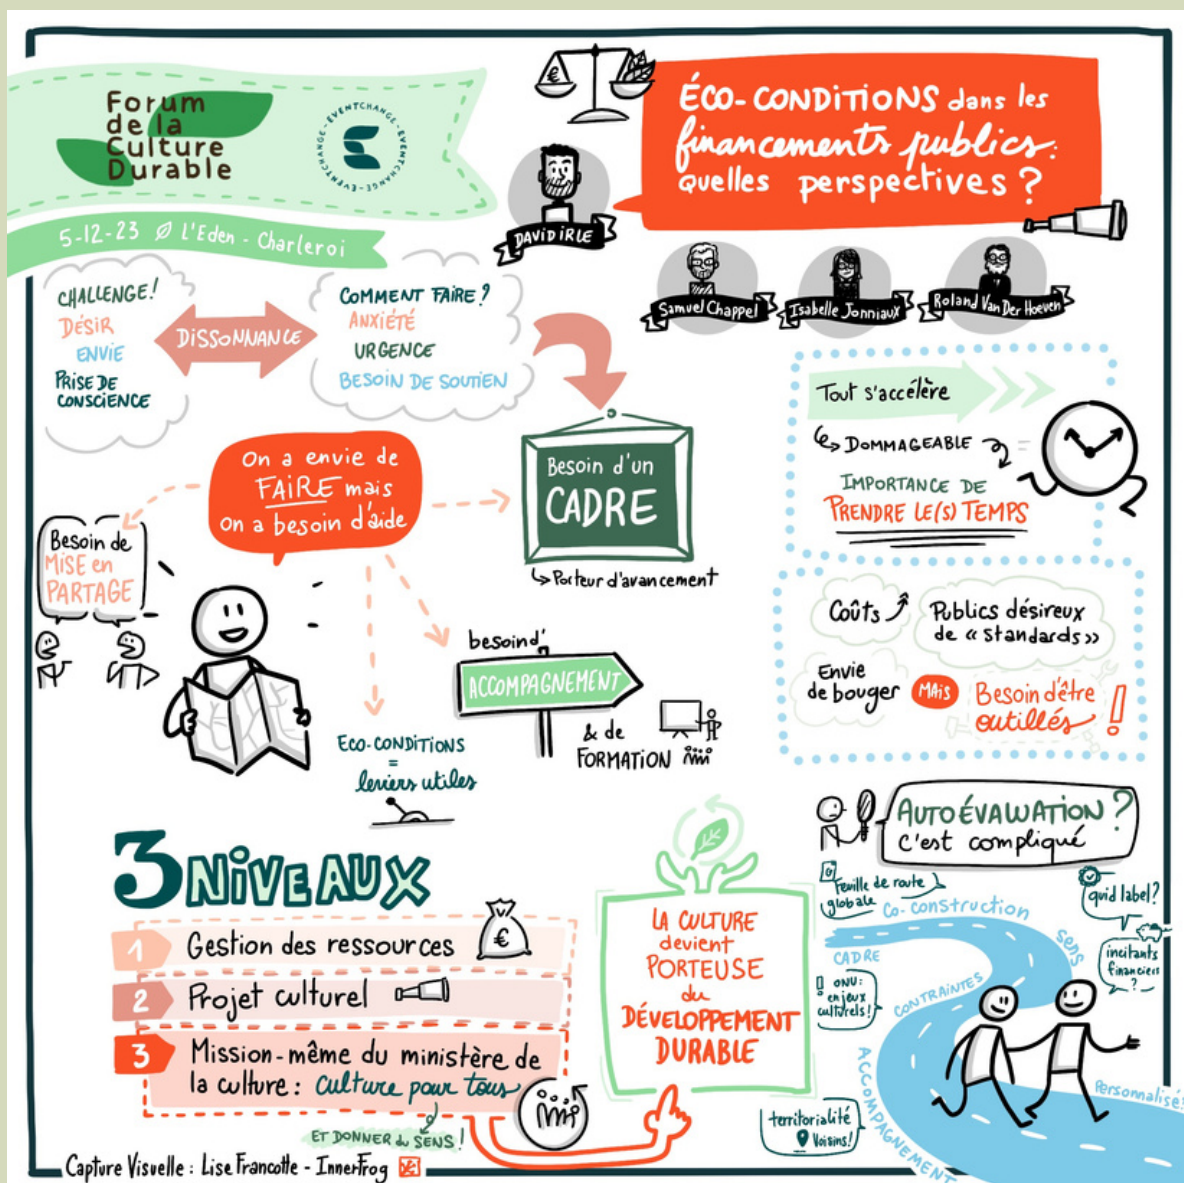 Forum
de la
Culture
Durable
EVENTCHANGE - EVENTCHANGE - EVENTCHANGE -
5-12-23 L'Eden - Charleroi
ÉCO-CONDITIONS dans les
financements publics :
quelles perspectives ?
DAVID IRLE
Samuel Chappel
Isabelle Jonniaux
Roland Van Der Hoeven
CHALLENGE!
DÉSIR
ENVIE
PRISE DE
CONSCIENCE
DISSONNANCE
COMMENT FAIRE ?
ANXIÉTÉ
URGENCE
BESOIN DE SOUTIEN
Besoin d'un
CADRE
Porteur d'avancement
On a envie de
FAIRE mais
on a besoin d'aide
Besoin de
MISE en
PARTAGE
besoin d'
ACCOMPAGNEMENT
& de
FORMATION
ECO-CONDITIONS
=
leviers utiles
Tout s'accélère
DOMMAGEABLE
=
IMPORTANCE DE
PRENDRE LE(S) TEMPS
Coûts
Publics désireux
de « standards »
Envie
de bouger
MAIS
Besoin d'être
outillés !
3 NIVEAUX
1 Gestion des ressources
€
2 Projet culturel
3 Mission-même du ministère de
la culture : culture pour tous
ET DONNER du SENS !
LA CULTURE
devient
PORTEUSE
du
DÉVELOPPEMENT
DURABLE
AUTOÉVALUATION ?
c'est compliqué
Feuille de route
globale
Co-construction
quid label ?
CADRE
SENS
incitants
financiers
?
! ONU :
enjeux
culturels !
CONTRAINTES
ACCOMPAGNEMENT
Personnalisé
territorialité
Voisins !
Capture Visuelle : Lise Francotte - InnerFrog